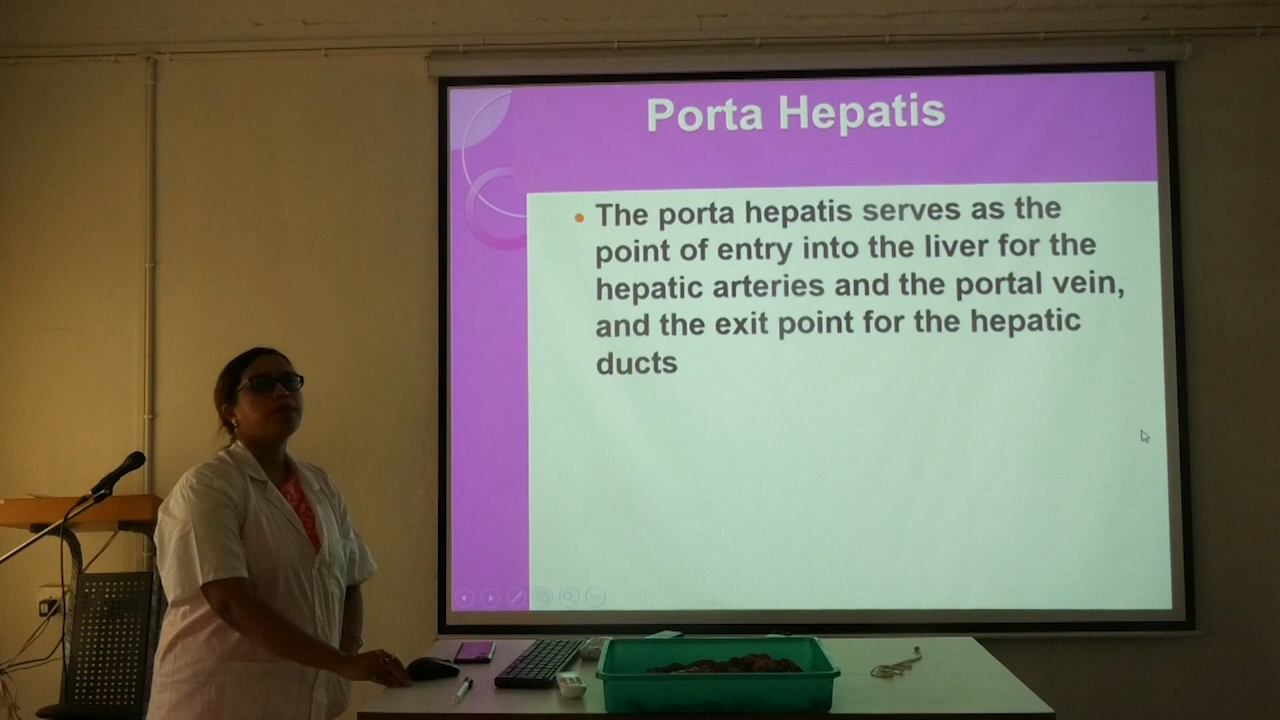 Porta Hepatis
• The porta hepatis serves as the
point of entry into the liver for the
hepatic arteries and the portal vein,
and the exit point for the hepatic
ducts